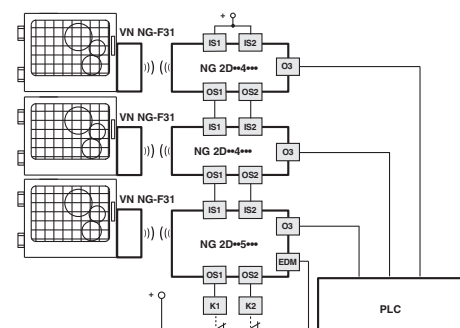 +
VN NG-F31
IS1 IS2
NG 2D••4•••
O3
OS1 OS2
VN NG-F31
IS1 IS2
NG 2D••4•••
O3
OS1 OS2
VN NG-F31
IS1 IS2
NG 2D••5•••
O3
EDM
OS1 OS2
+
K1 K2
PLC